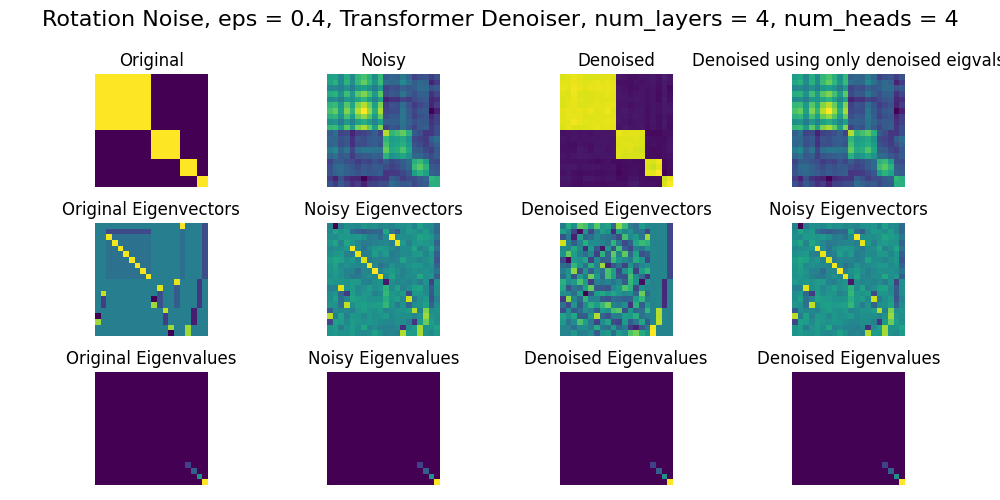 Rotation Noise, eps = 0.4, Transformer Denoiser, num_layers = 4, num_heads = 4
Original
Noisy
Denoised
Denoised using only denoised eigvals
Original Eigenvectors
Noisy Eigenvectors
Denoised Eigenvectors
Noisy Eigenvectors
Original Eigenvalues
Noisy Eigenvalues
Denoised Eigenvalues
Denoised Eigenvalues